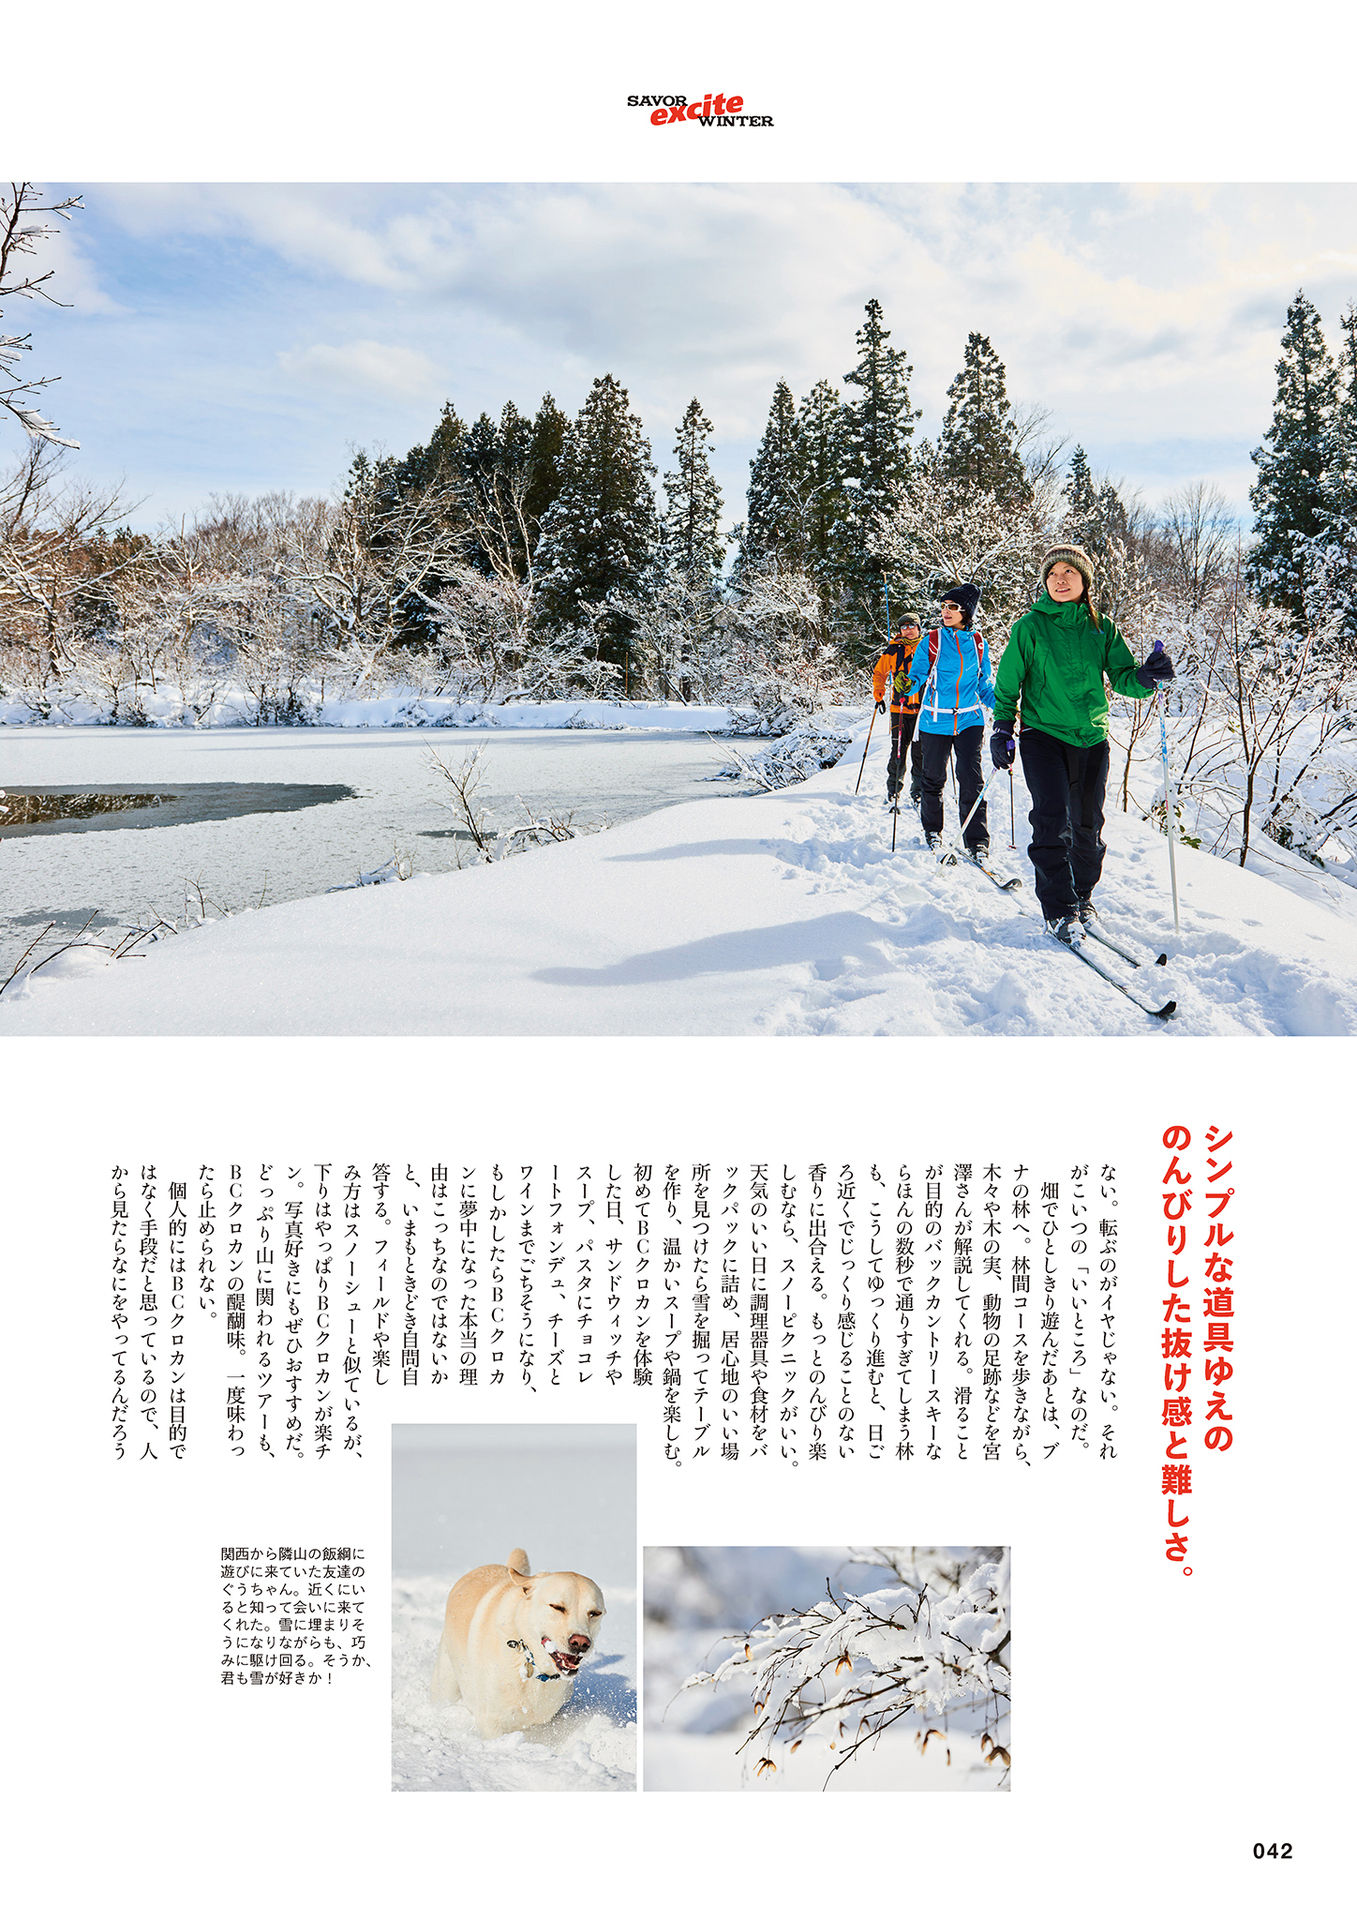 SAVOR
excite
WINTER
シンプルな道具ゆえの
のんびりした抜け感と難しさ。
ない。転ぶのがイヤじゃない。それ
がこいつの「いいところ」なのだ。
　畑でひとしきり遊んだあとは、ブ
ナの林へ。林間コースを歩きながら、
木々や木の実、動物の足跡などを宮
澤さんが解説してくれる。滑ること
が目的のバックカントリースキーな
らほんの数秒で通りすぎてしまう林
も、こうしてゆっくり進むと、日ご
ろ近くでじっくり感じることのない
香りに出合える。もっとのんびり楽
しむなら、スノーピクニックがいい。
天気のいい日に調理器具や食材をバ
ックパックに詰め、居心地のいい場
所を見つけたら雪を掘ってテーブル
を作り、温かいスープや鍋を楽しむ。
初めてBCクロカンを体験
した日、サンドウィッチや
スープ、パスタにチョコレ
ートフォンデュ、チーズと
ワインまでごちそうになり、
もしかしたらBCクロカ
ンに夢中になった本当の理
由はこっちなのではないか
と、いまもときどき自問自
答する。フィールドや楽し
み方はスノーシューと似ているが、
下りはやっぱりBCクロカンが楽チ
ン。写真好きにもぜひおすすめだ。
どっぷり山に関われるツアーも、
BCクロカンの醍醐味。一度味わっ
たら止められない。
　個人的にはBCクロカンは目的で
はなく手段だと思っているので、人
から見たらなにをやってるんだろう
関西から隣山の飯綱に
遊びに来ていた友達の
ぐうちゃん。近くにい
ると知って会いに来て
くれた。雪に埋まりそ
うになりながらも、巧
みに駆け回る。そうか、
君も雪が好きか！
042